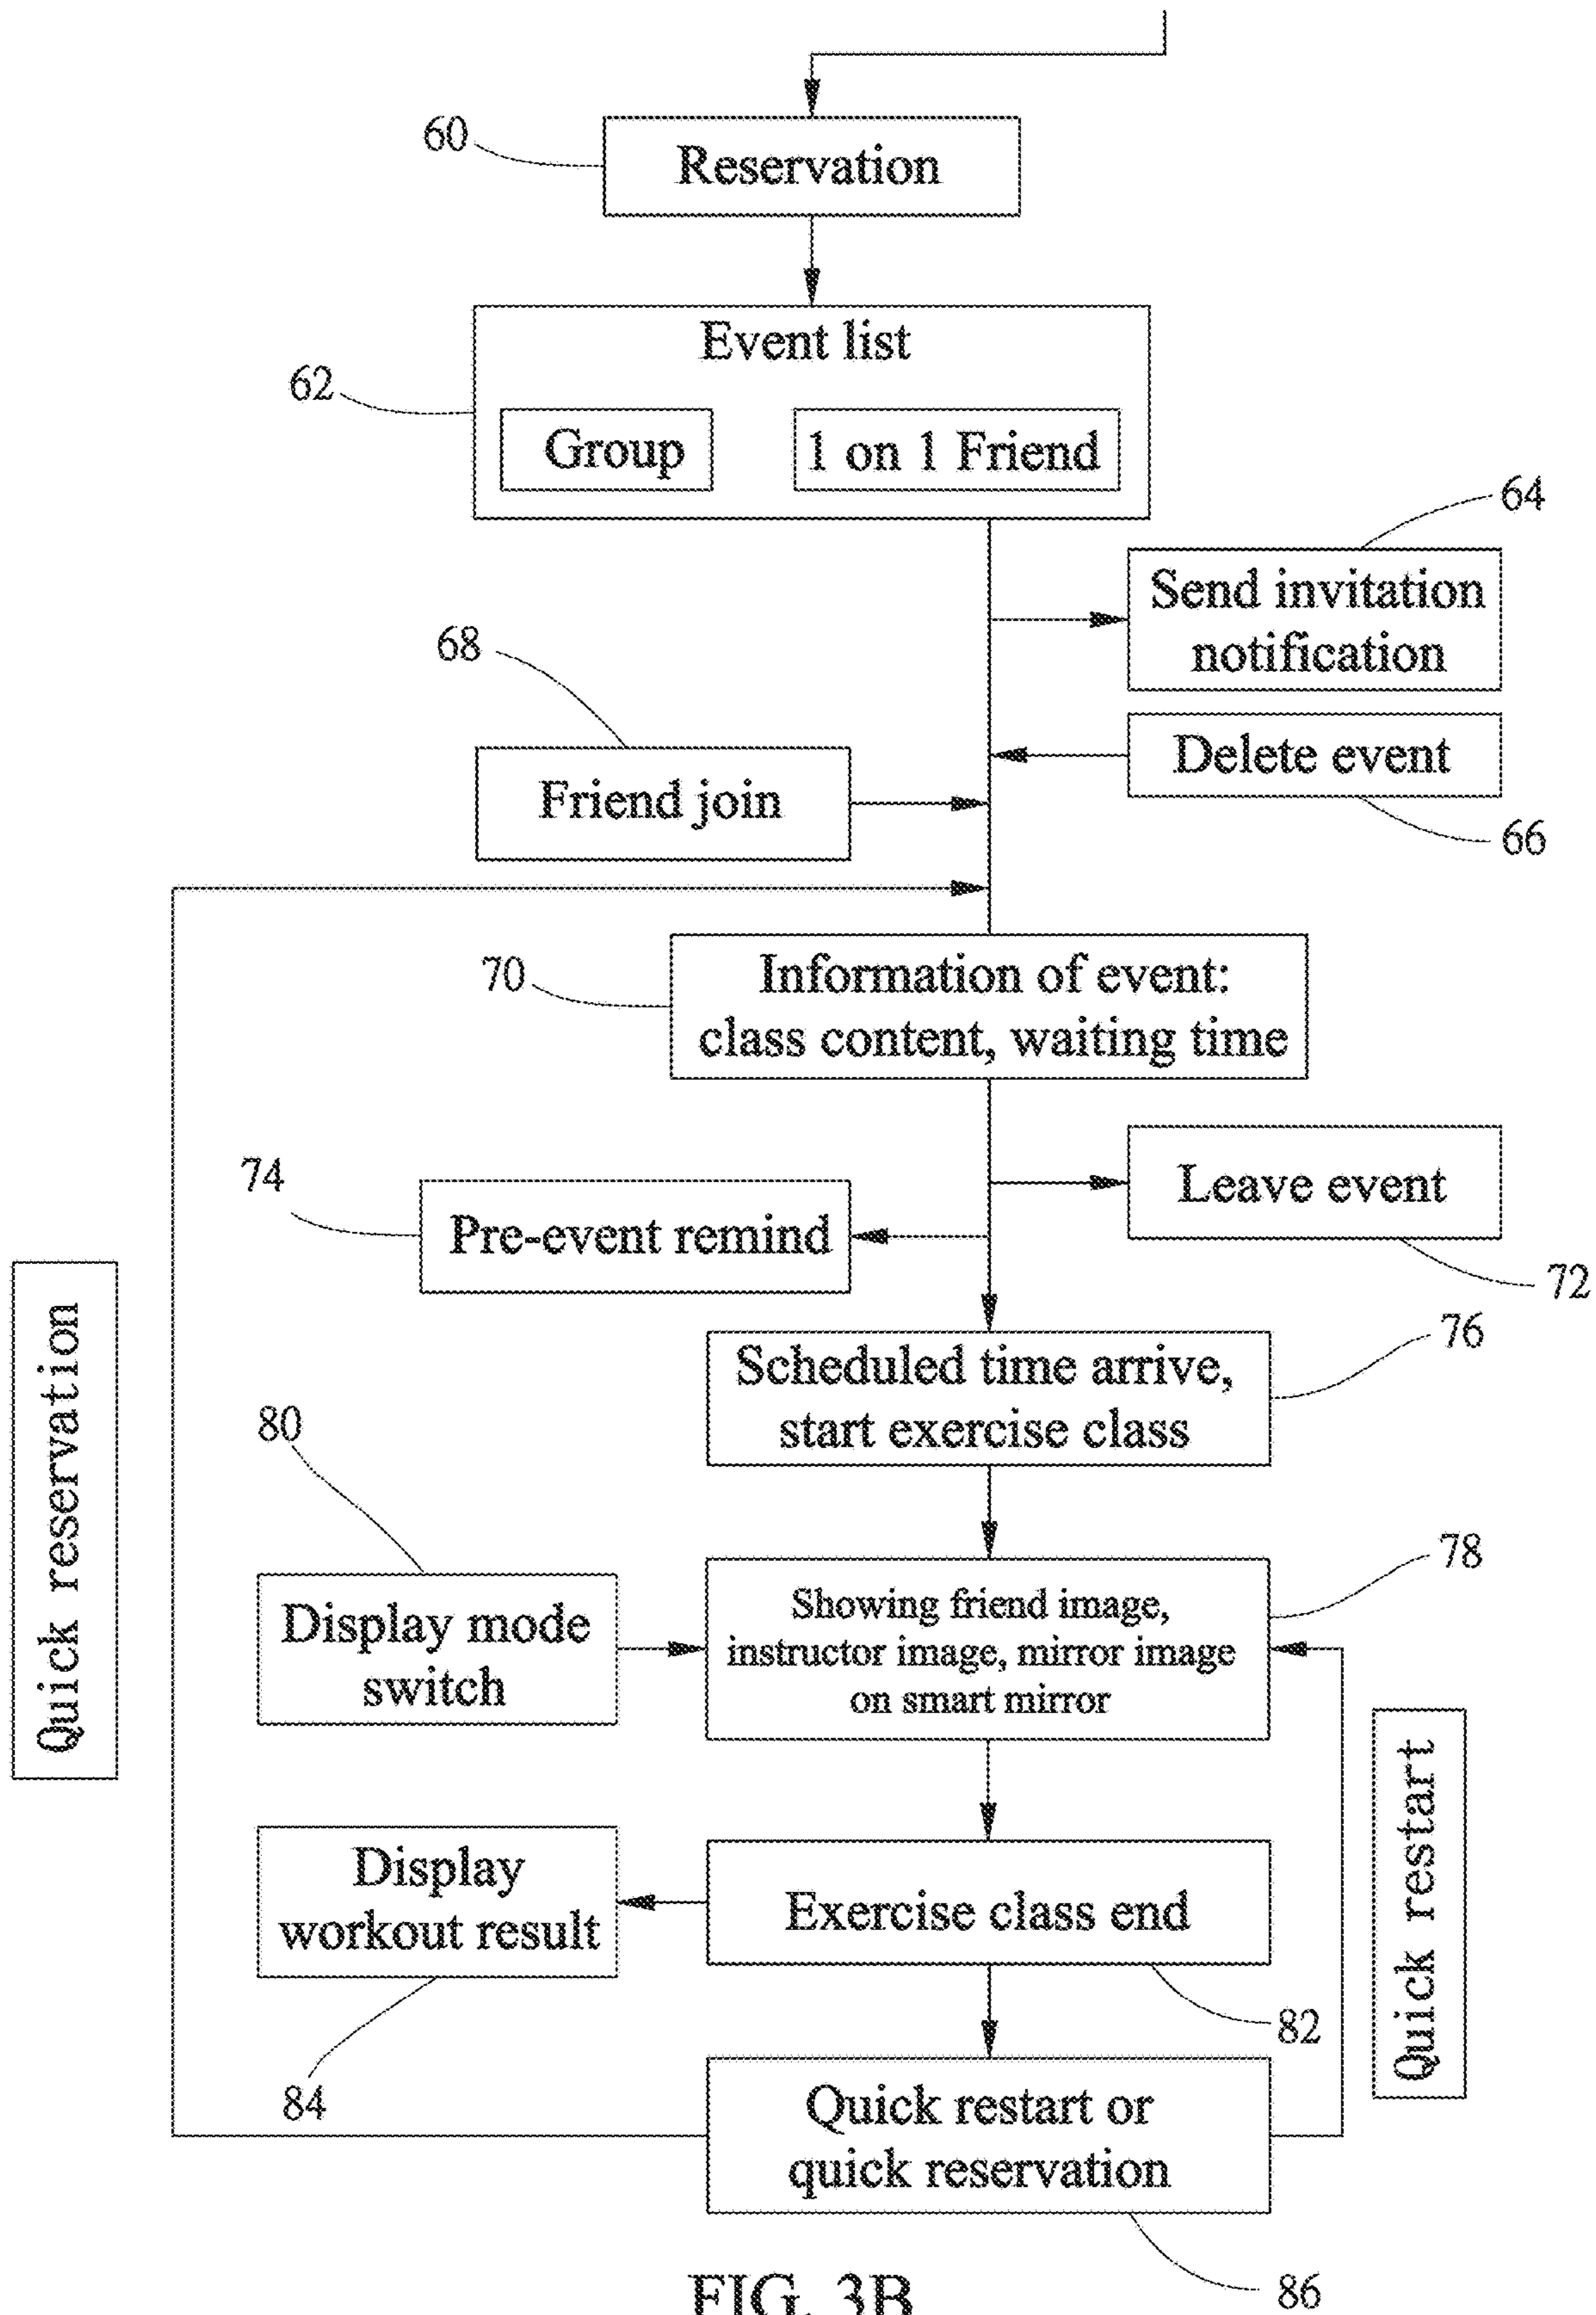 60
Reservation
Event list
62
Group
1 on 1 Friend
64
Send invitation
notification
68
Delete event
Friend join
66
70
Information of event:
class content, waiting time
74
Leave event
Pre-event remind
72
Quick reservation
76
Scheduled time arrive,
start exercise class
80
78
Display mode
switch
Showing friend image,
instructor image, mirror image
on smart mirror
Quick restart
Display
workout result
Exercise class end
82
84
Quick restart or
quick reservation
86
FIG. 3B